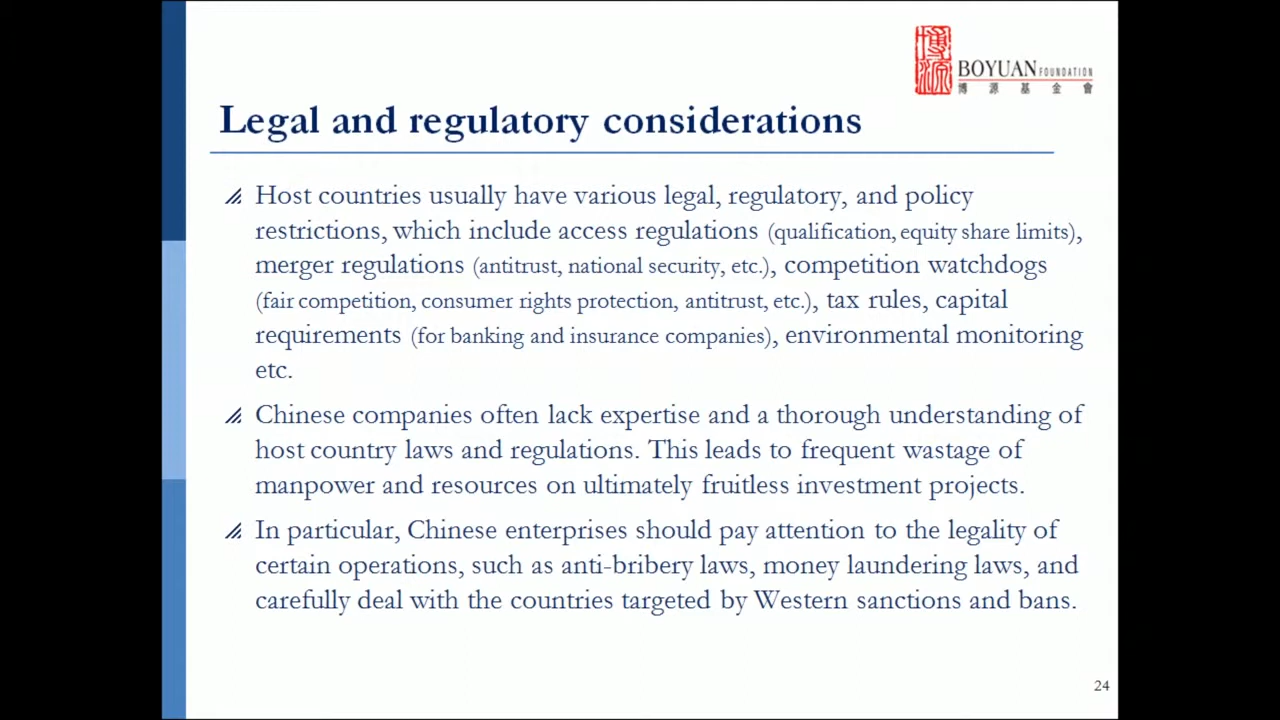 博源
BOYUAN FOUNDATION
博源基金會
Legal and regulatory considerations
Host countries usually have various legal, regulatory, and policy
restrictions, which include access regulations (qualification, equity share limits),
merger regulations (antitrust, national security, etc.), competition watchdogs
(fair competition, consumer rights protection, antitrust, etc.), tax rules, capital
requirements (for banking and insurance companies), environmental monitoring
etc.
Chinese companies often lack expertise and a thorough understanding of
host country laws and regulations. This leads to frequent wastage of
manpower and resources on ultimately fruitless investment projects.
In particular, Chinese enterprises should pay attention to the legality of
certain operations, such as anti-bribery laws, money laundering laws, and
carefully deal with the countries targeted by Western sanctions and bans.
24